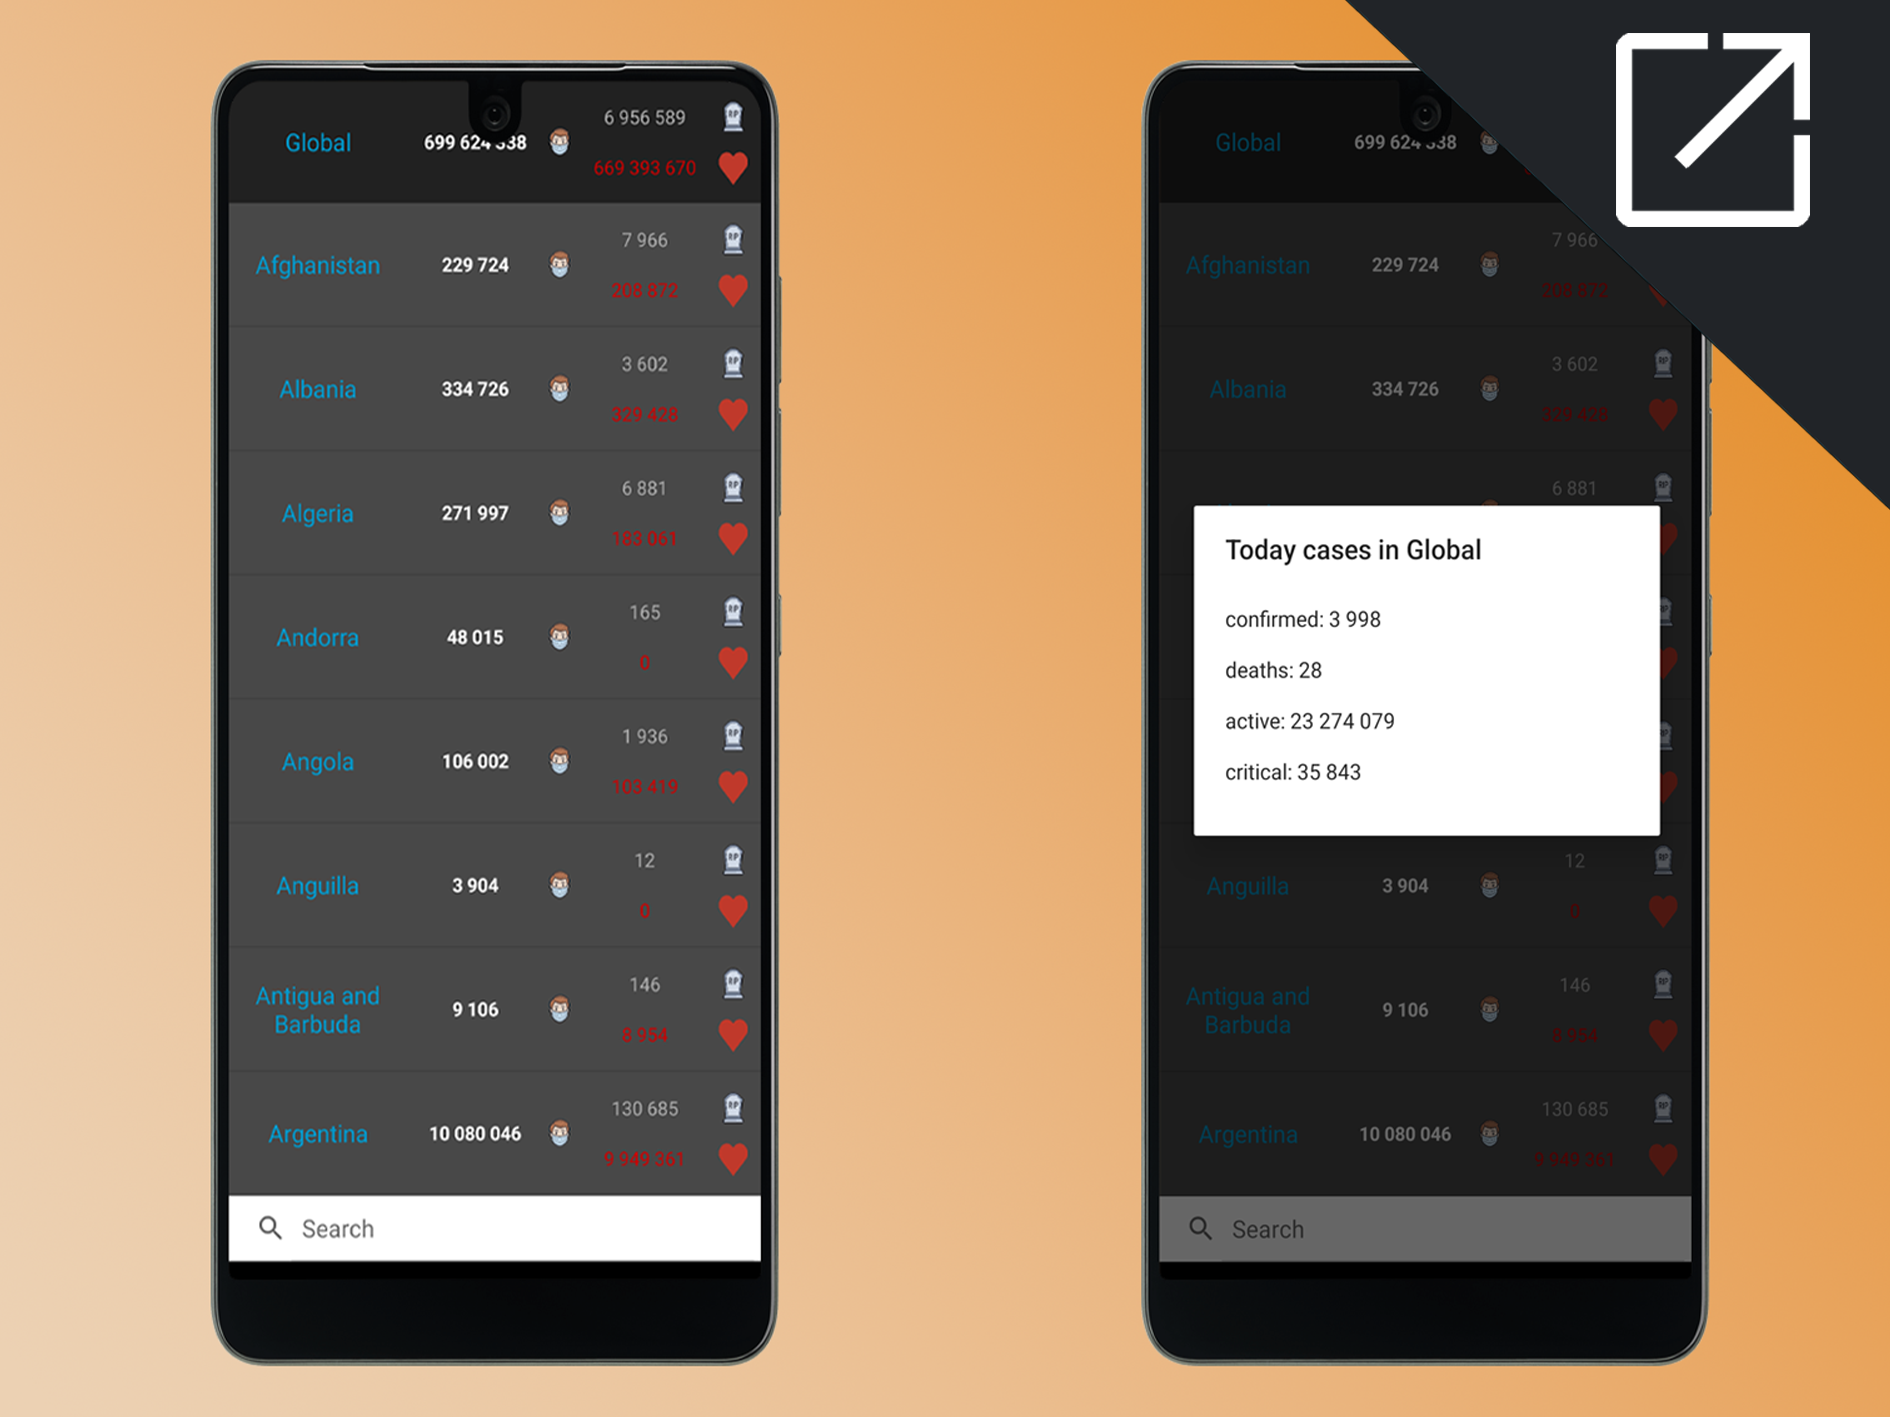 6 956 589
Global 699 624 338
669 393 670
7 966
Afghanistan 229 724
208 872
3 602
Albania 334 726
329 428
6 881
Algeria 271 997
183 061
165
Andorra 48 015
0
1 936
Angola 106 002
103 419
12
Anguilla 3 904
0
146
Antigua and
Barbuda 9 106
8 954
130 685
Argentina 10 080 046
9 949 361
Search
Global 699 624 338
7 966
Afghanistan 229 724
208 872
3 602
Albania 334 726
329 428
6 881
Today cases in Global
confirmed: 3 998
deaths: 28
active: 23 274 079
critical: 35 843
12
Anguilla 3 904
0
146
Antigua and
Barbuda 9 106
8 954
130 685
Argentina 10 080 046
9 949 361
Search